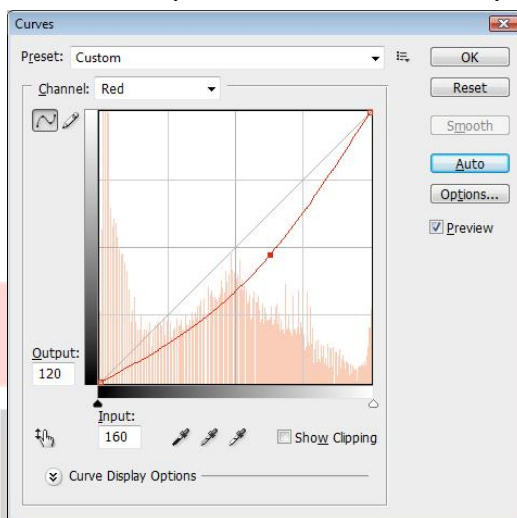 Curves
Preset: Custom
OK
Channel: Red
Reset
Smooth
Auto
Options...
Preview
Output:
120
Input:
160
Show Clipping
Curve Display Options